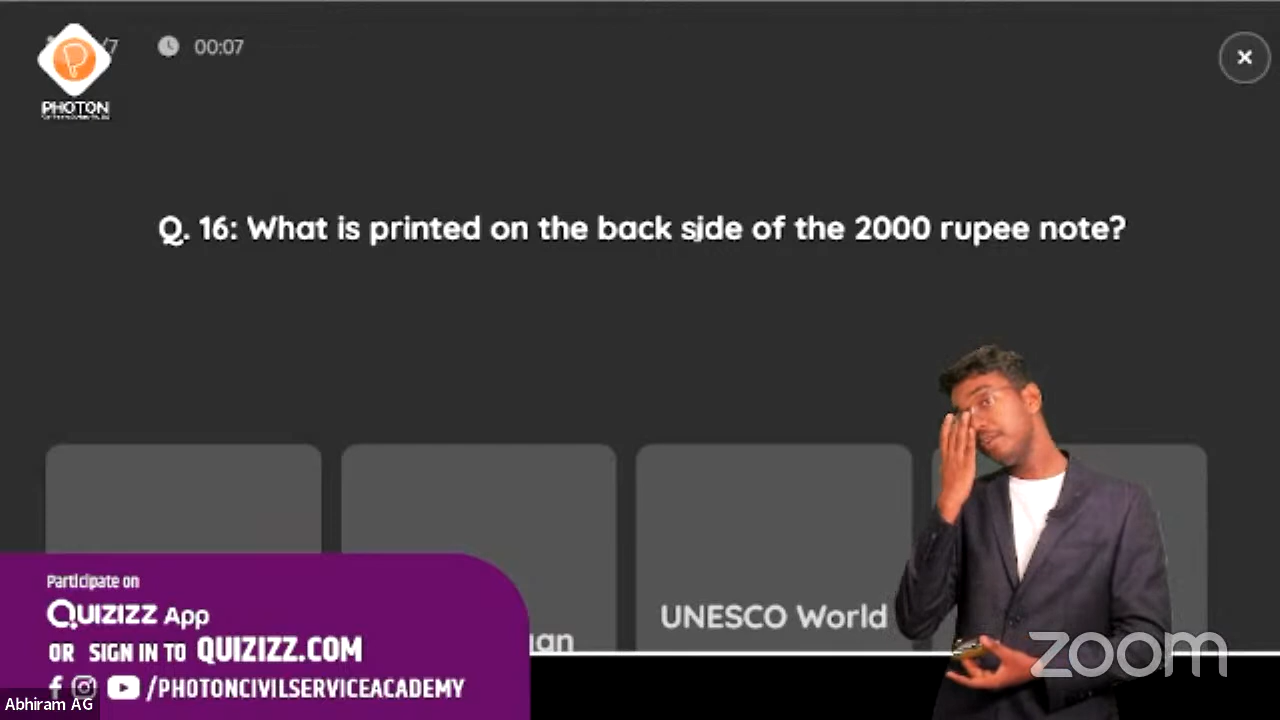 /7
00:07
PHOTON
Q. 16: What is printed on the back side of the 2000 rupee note?
UNESCO World
Participate on
QUIZIZZ App
OR SIGN IN TO QUIZIZZ.COM
/PHOTONCIVILSERVICEACADEMY
Abhiram AG
zoom